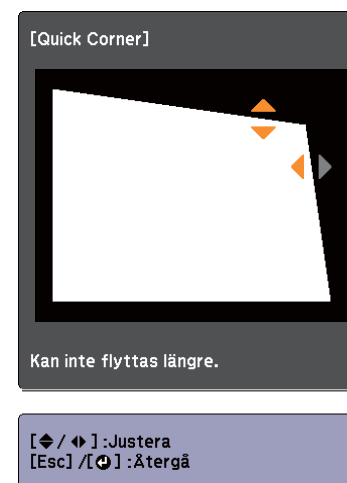 [Quick Corner]
Kan inte flyttas längre.
[◆/◆] :Justera
[Esc] /[⏎] :Återgå